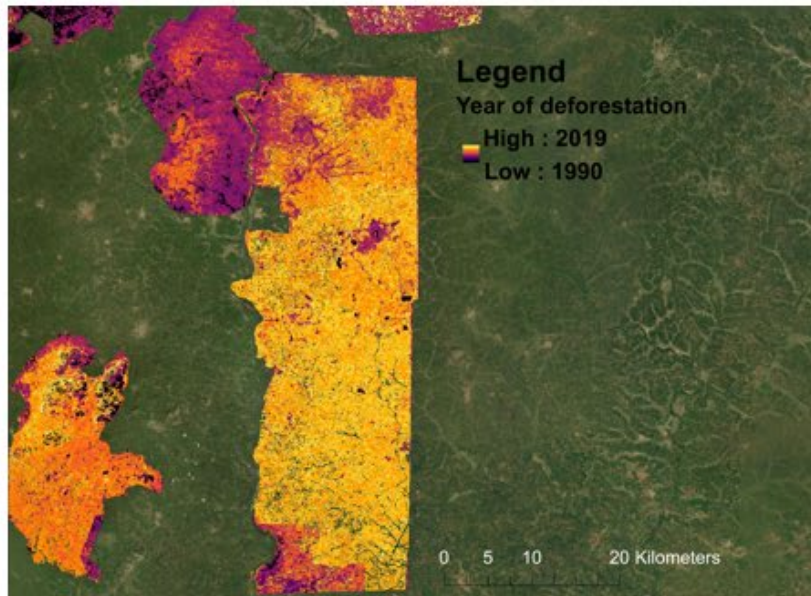 Legend
Year of deforestation
High : 2019
Low : 1990
0 5 10 20 Kilometers